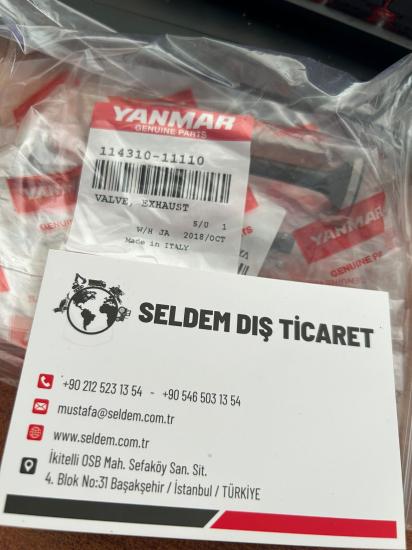 YANMAR
GENUINE PARTS
114310-11110
VALVE, EXHAUST
S/U 1
W/H JA 2018/OCT
Made in ITALY
YANMAR
GENUINE PARTS
SELDEM DIŞ TİCARET
+90 212 523 13 54 - +90 546 503 13 54
mustafa@seldem.com.tr
www.seldem.com.tr
İkitelli OSB Mah. Sefaköy San. Sit.
4. Blok No:31 Başakşehir / İstanbul / TÜRKİYE